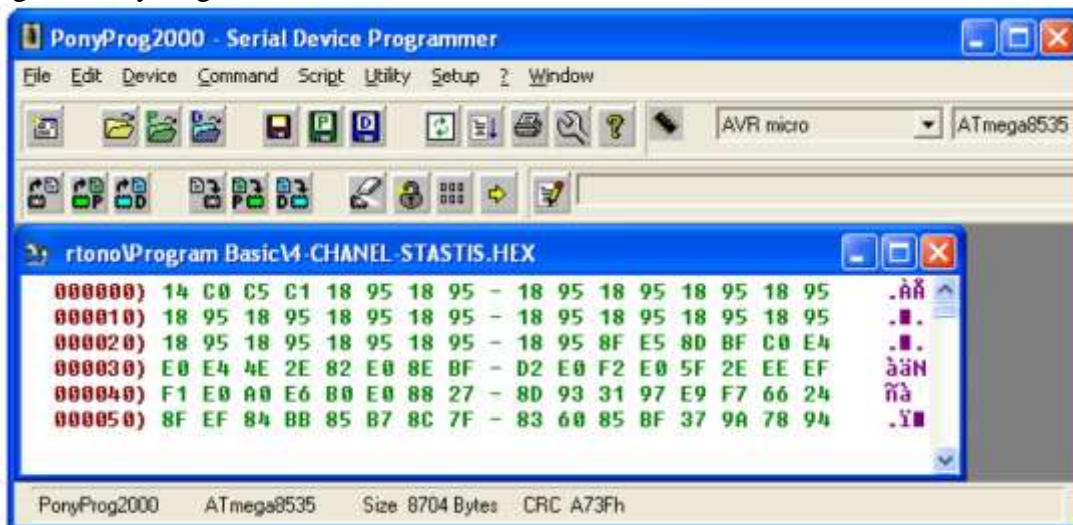 PonyProg2000 - Serial Device Programmer
File Edit Device Command Script Utility Setup ? Window
AVR micro ATmega8535
rtono\Program Basic\4-CHANEL-STASTIS.HEX
000000) 14 C0 C5 C1 18 95 18 95 - 18 95 18 95 18 95 18 95 .ÀÅ
000010) 18 95 18 95 18 95 18 95 - 18 95 18 95 18 95 18 95
000020) 18 95 18 95 18 95 18 95 - 18 95 8F E5 8D BF C0 E4
000030) E0 E4 4E 2E 82 E0 8E BF - D2 E0 F2 E0 5F 2E EE EF àäN
000040) F1 E0 A0 E6 B0 E0 88 27 - 8D 93 31 97 E9 F7 66 24 ñà
000050) 8F EF 84 BB 85 B7 8C 7F - 83 60 85 BF 37 9A 78 94 .ï
PonyProg2000 ATmega8535 Size 8704 Bytes CRC A73Fh